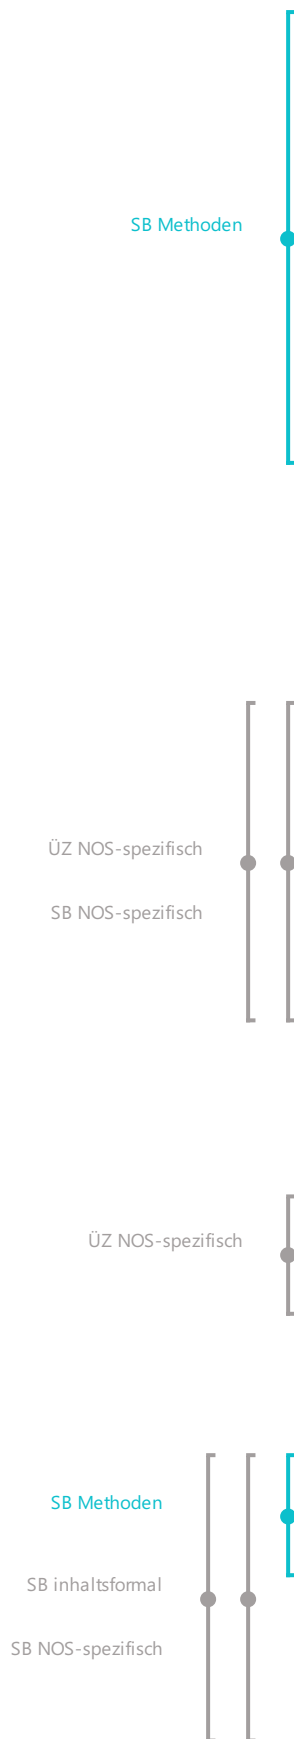 SB Methoden
ÜZ NOS-spezifisch
SB NOS-spezifisch
ÜZ NOS-spezifisch
SB Methoden
SB inhaltsformal
SB NOS-spezifisch